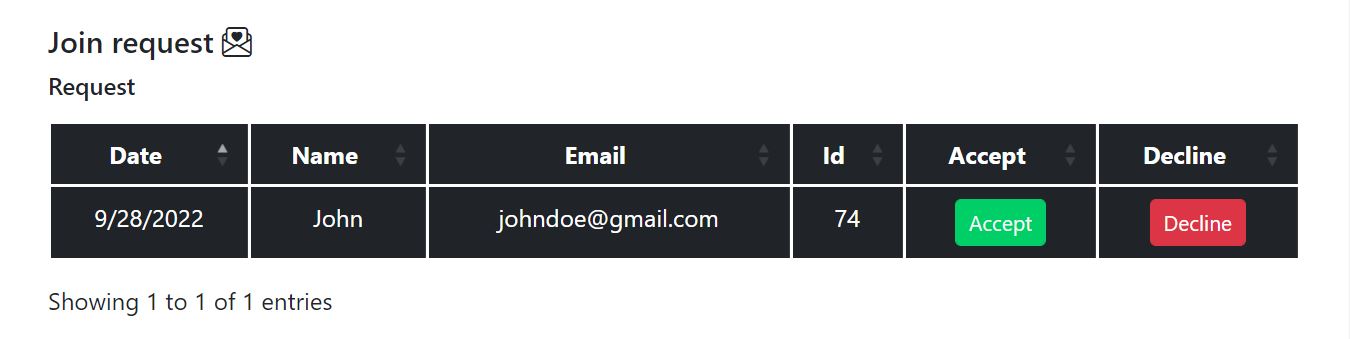 Join request
Request
Date Name Email Id Accept Decline
9/28/2022 John johndoe@gmail.com 74 Accept Decline
Showing 1 to 1 of 1 entries